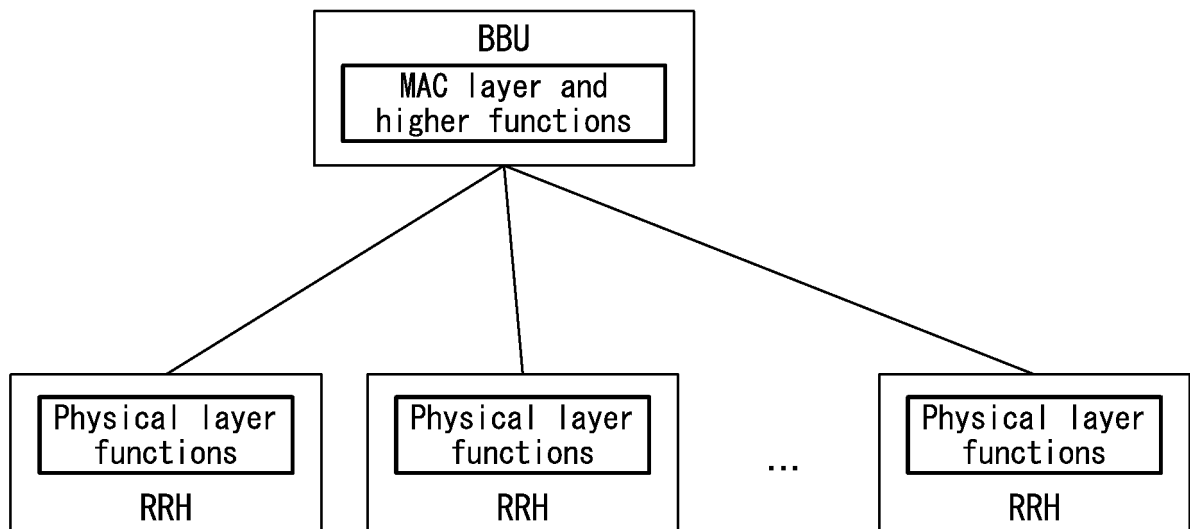 BBU
MAC layer and
higher functions
Physical layer
functions
RRH
Physical layer
functions
RRH
...
Physical layer
functions
RRH